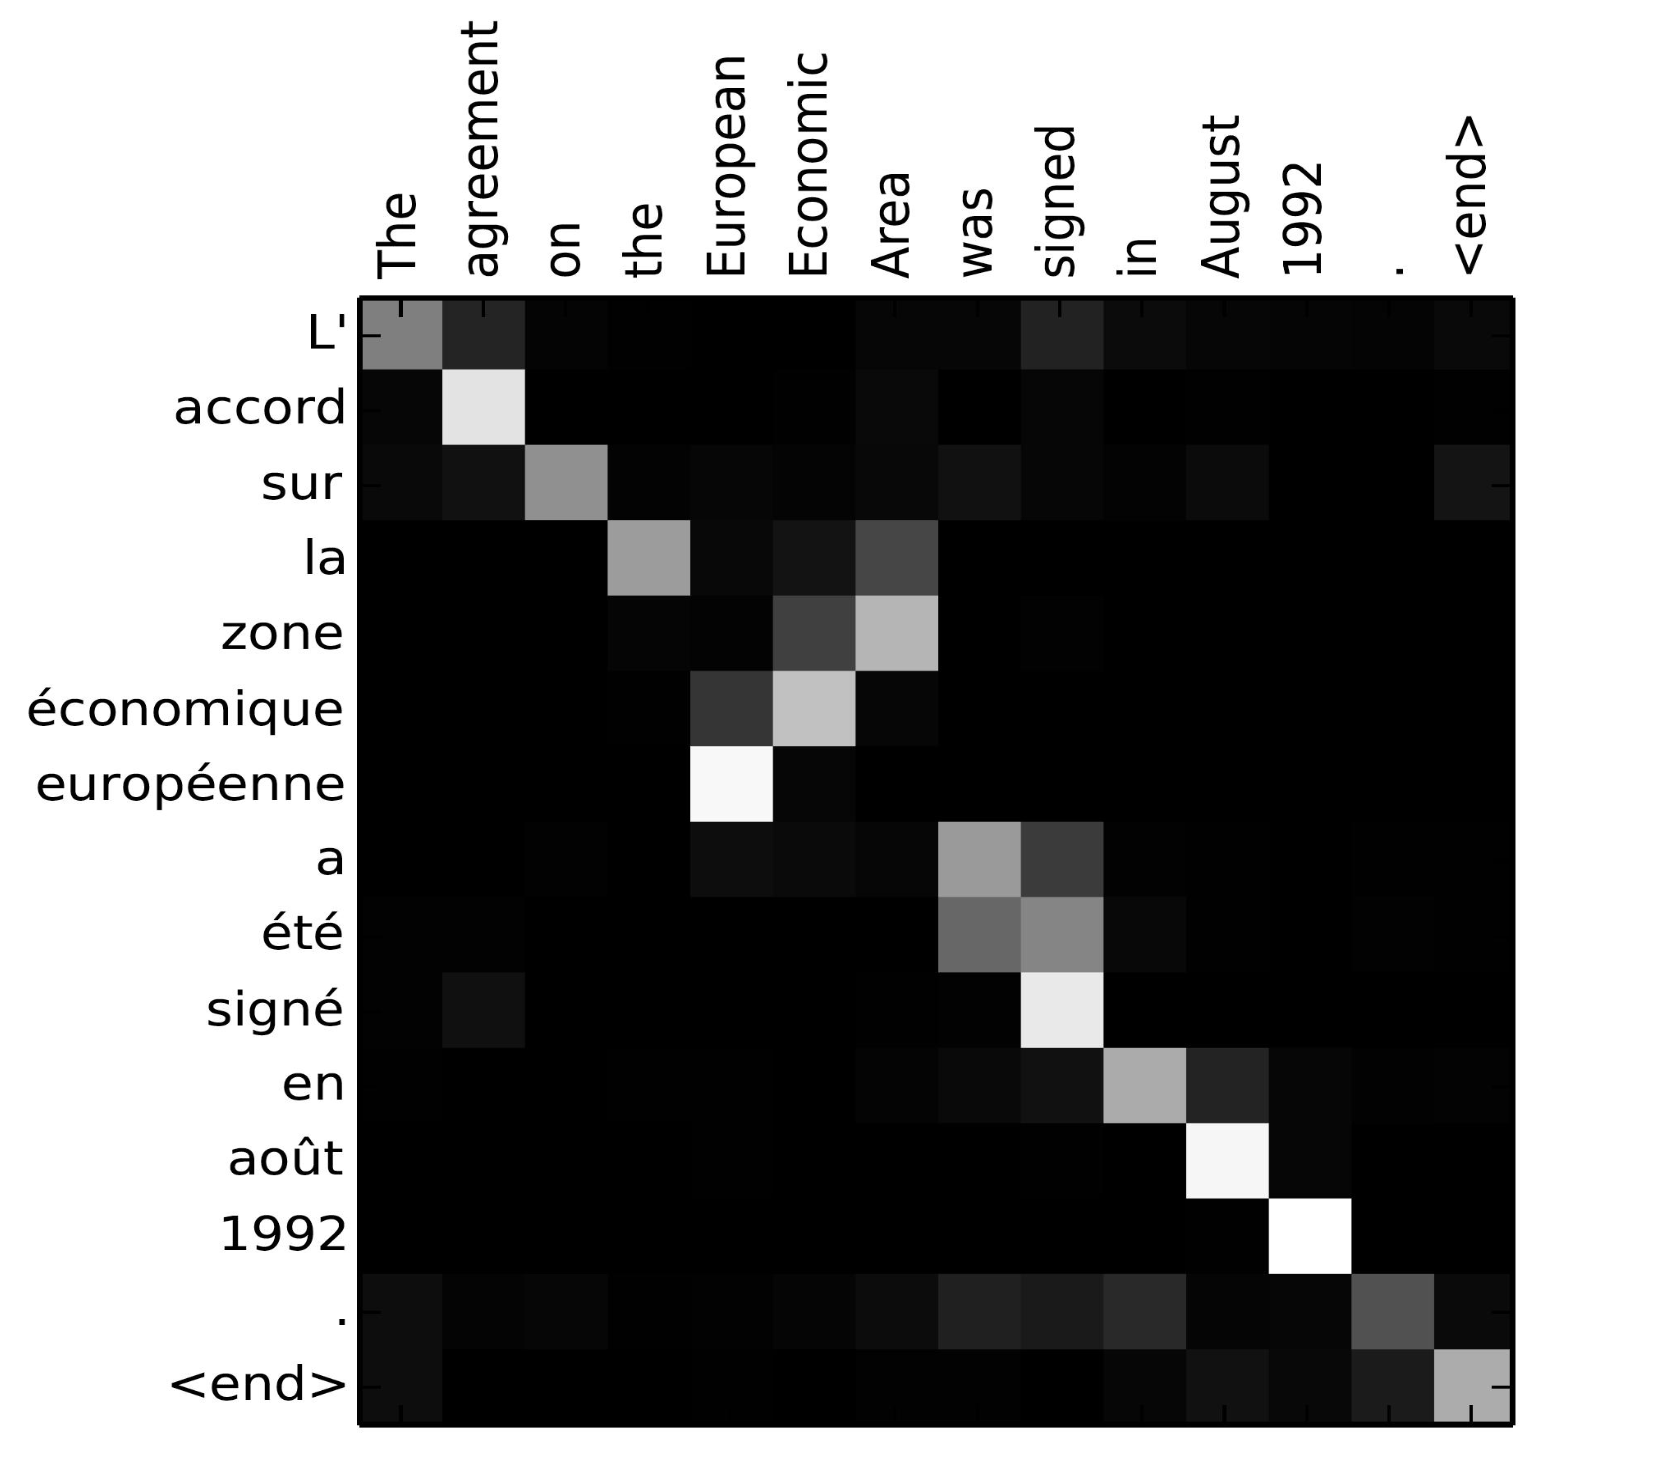 The
agreement
on
the
European
Economic
Area
was
signed
in
August
1992
.
<end>
L'
accord
sur
la
zone
économique
européenne
a
été
signé
en
août
1992
.
<end>